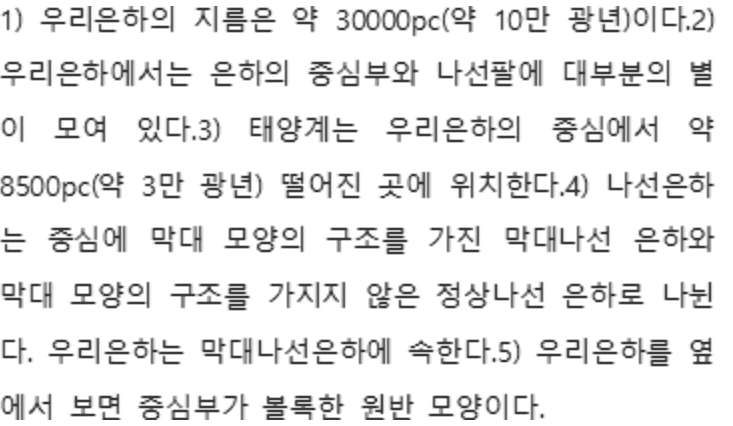 1) 우리은하의 지름은 약 30000pc(약 10만 광년)이다.2)
우리은하에서는 은하의 중심부와 나선팔에 대부분의 별
이 모여 있다.3) 태양계는 우리은하의 중심에서 약
8500pc(약 3만 광년) 떨어진 곳에 위치한다.4) 나선은하
는 중심에 막대 모양의 구조를 가진 막대나선 은하와
막대 모양의 구조를 가지지 않은 정상나선 은하로 나뉜
다. 우리은하는 막대나선은하에 속한다.5) 우리은하를 옆
에서 보면 중심부가 볼록한 원반 모양이다.